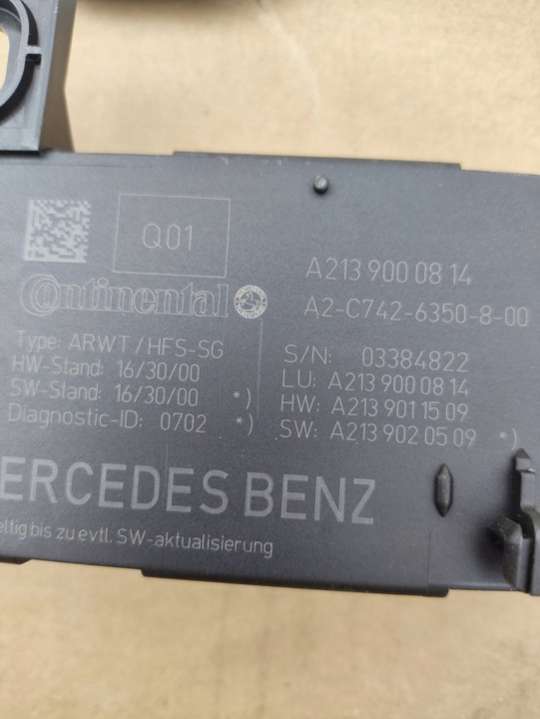 Q01
A213 900 08 14
Continental
A2-C742-6350-8-00
Type: ARWT/HFS-SG
HW-Stand: 16/30/00
SW-Stand: 16/30/00 *)
Diagnostic-ID: 0702 *)
S/N: 03384822
LU: A213 900 08 14
HW: A213 901 15 09
SW: A213 902 05 09 *)
ERCEDES BENZ
eltig bis zu evtl. SW-aktualisierung